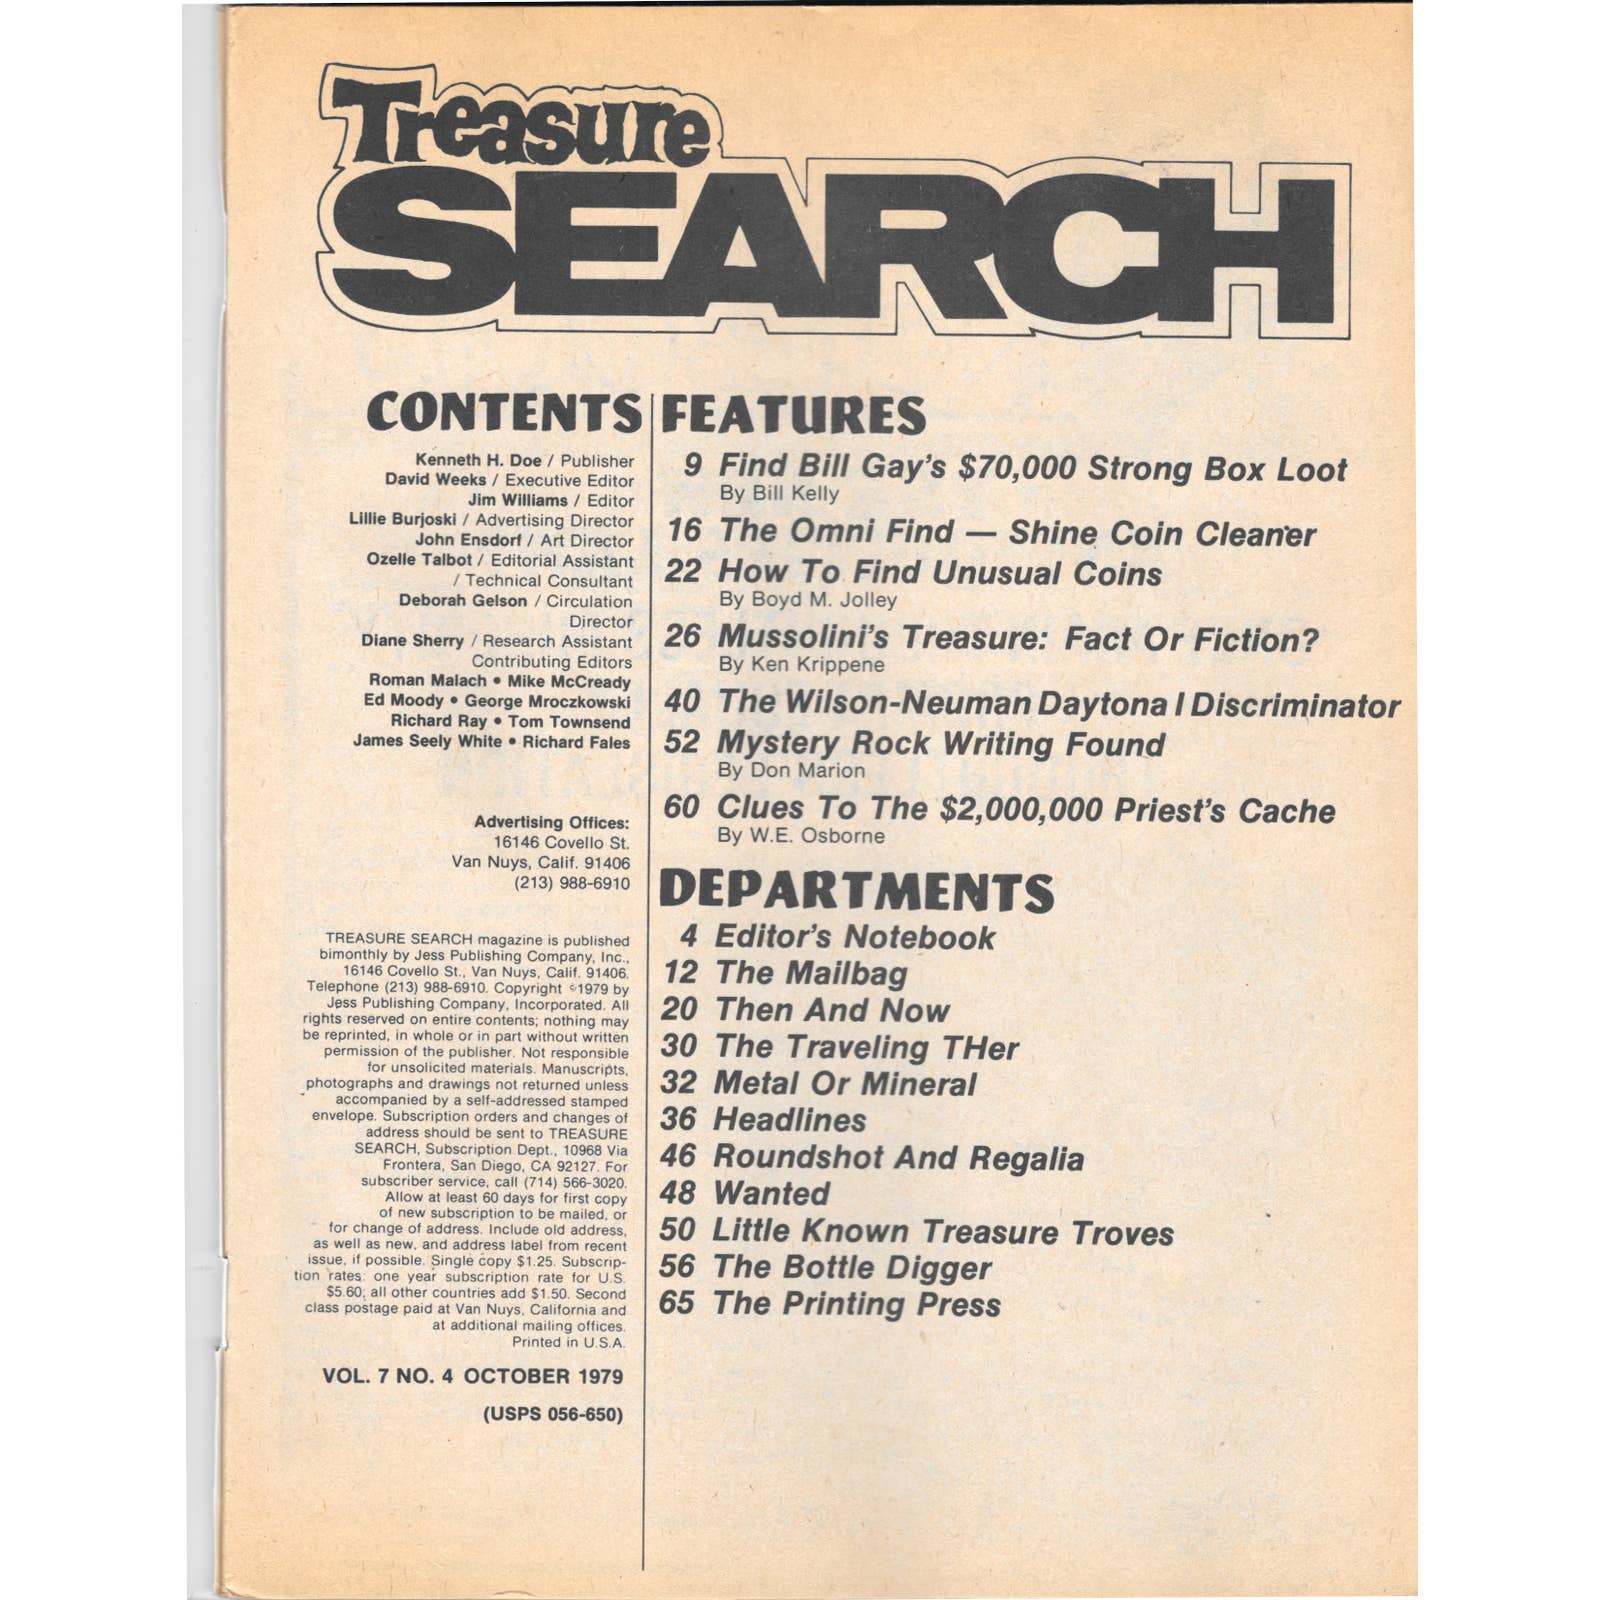 Treasure
SEARCH
CONTENTS
Kenneth H. Doe / Publisher
David Weeks / Executive Editor
Jim Williams / Editor
Lillie Burjoski / Advertising Director
John Ensdorf / Art Director
Ozelle Talbot / Editorial Assistant
/ Technical Consultant
Deborah Gelson / Circulation
Director
Diane Sherry / Research Assistant
Contributing Editors
Roman Malach • Mike McCready
Ed Moody • George Mroczkowski
Richard Ray • Tom Townsend
James Seely White • Richard Fales
Advertising Offices:
16146 Covello St.
Van Nuys, Calif. 91406
(213) 988-6910
TREASURE SEARCH magazine is published
bimonthly by Jess Publishing Company, Inc.,
16146 Covello St., Van Nuys, Calif. 91406.
Telephone (213) 988-6910. Copyright ©1979 by
Jess Publishing Company, Incorporated. All
rights reserved on entire contents; nothing may
be reprinted, in whole or in part without written
permission of the publisher. Not responsible
for unsolicited materials. Manuscripts,
photographs and drawings not returned unless
accompanied by a self-addressed stamped
envelope. Subscription orders and changes of
address should be sent to TREASURE
SEARCH, Subscription Dept., 10968 Via
Frontera, San Diego, CA 92127. For
subscriber service, call (714) 566-3020.
Allow at least 60 days for first copy
of new subscription to be mailed, or
for change of address. Include old address,
as well as new, and address label from recent
issue, if possible. Single copy $1.25. Subscrip-
tion rates: one year subscription rate for U.S.
$5.60; all other countries add $1.50. Second
class postage paid at Van Nuys, California and
at additional mailing offices.
Printed in U.S.A.
VOL. 7 NO. 4 OCTOBER 1979
(USPS 056-650)
FEATURES
9 Find Bill Gay's $70,000 Strong Box Loot
By Bill Kelly
16 The Omni Find — Shine Coin Cleaner
22 How To Find Unusual Coins
By Boyd M. Jolley
26 Mussolini's Treasure: Fact Or Fiction?
By Ken Krippene
40 The Wilson-Neuman Daytona I Discriminator
52 Mystery Rock Writing Found
By Don Marion
60 Clues To The $2,000,000 Priest's Cache
By W.E. Osborne
DEPARTMENTS
4 Editor's Notebook
12 The Mailbag
20 Then And Now
30 The Traveling THer
32 Metal Or Mineral
36 Headlines
46 Roundshot And Regalia
48 Wanted
50 Little Known Treasure Troves
56 The Bottle Digger
65 The Printing Press